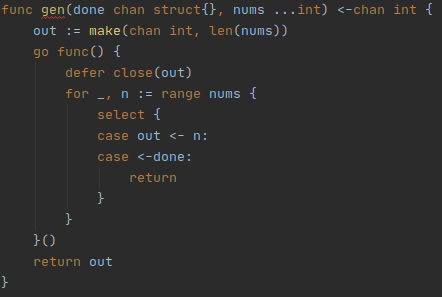 func gen(done chan struct{}, nums ...int) <-chan int {
    out := make(chan int, len(nums))
    go func() {
        defer close(out)
        for _, n := range nums {
            select {
            case out <- n:
            case <-done:
                return
            }
        }
    }()
    return out
}